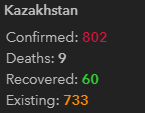 Kazakhstan
Confirmed: 802
Deaths: 9
Recovered: 60
Existing: 733